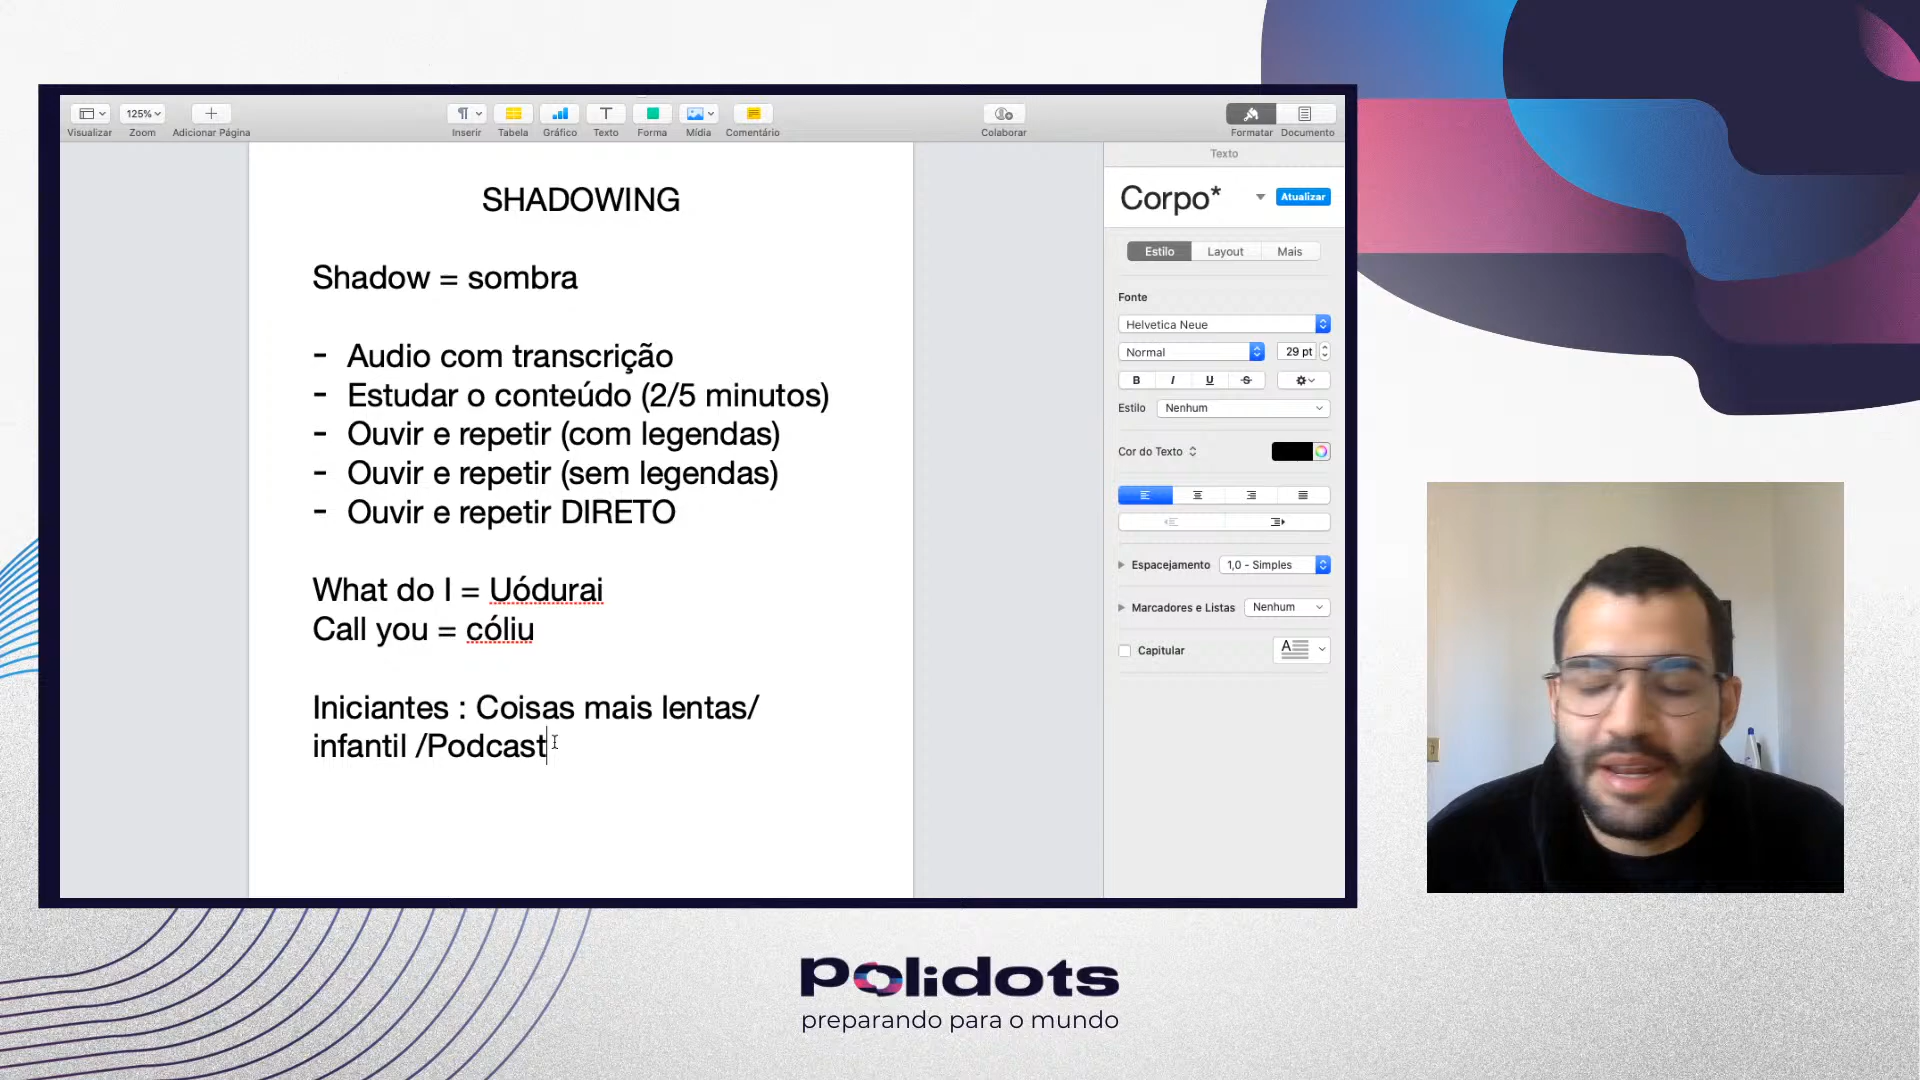 125%
Visualizar
Zoom
Adicionar Página
Inserir
Tabela
Gráfico
Texto
Forma
Mídia
Comentário
Colaborar
Formatar
Documento
SHADOWING
Shadow = sombra
- Audio com transcrição
- Estudar o conteúdo (2/5 minutos)
- Ouvir e repetir (com legendas)
- Ouvir e repetir (sem legendas)
- Ouvir e repetir DIRETO
What do I = Uódurai
Call you = cóliu
Iniciantes : Coisas mais lentas/
infantil /Podcast
Texto
Corpo*
Atualizar
Estilo Layout Mais
Fonte
Helvetica Neue
Normal 29 pt
B I U S
Estilo Nenhum
Cor do Texto
Espacejamento 1,0 - Simples
Marcadores e Listas Nenhum
Capitular A
polidots
preparando para o mundo